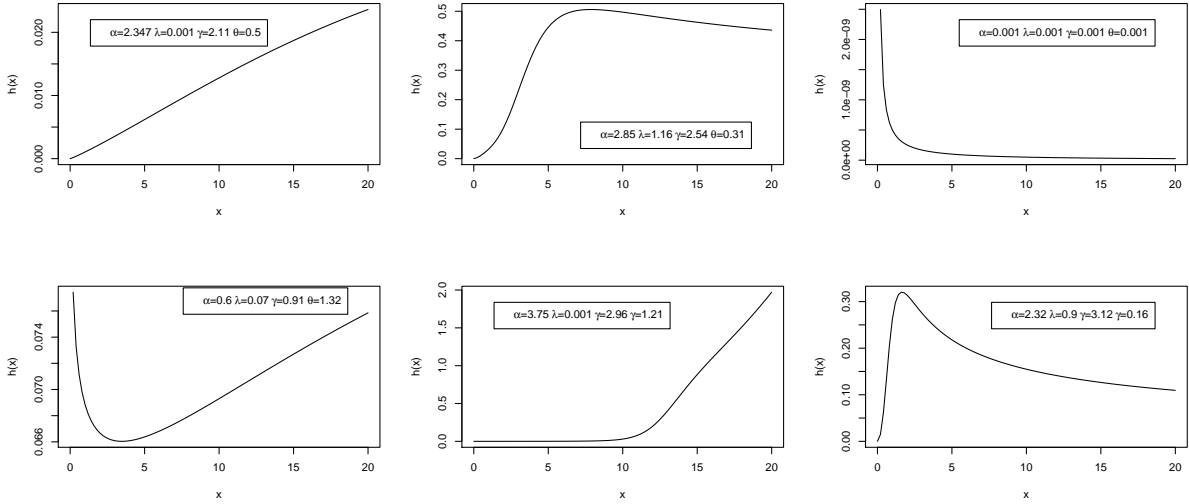 α=2.347 λ=0.001 γ=2.11 θ=0.5
h(x)
0.000
0.010
0.020
0 5 10 15 20
x
α=2.85 λ=1.16 γ=2.54 θ=0.31
h(x)
0.0 0.1 0.2 0.3 0.4 0.5
0 5 10 15 20
x
α=0.001 λ=0.001 γ=0.001 θ=0.001
h(x)
0.0e+00 1.0e−09 2.0e−09
0 5 10 15 20
x
α=0.6 λ=0.07 γ=0.91 θ=1.32
h(x)
0.066 0.070 0.074
0 5 10 15 20
x
α=3.75 λ=0.001 γ=2.96 γ=1.21
h(x)
0.0 0.5 1.0 1.5 2.0
0 5 10 15 20
x
α=2.32 λ=0.9 γ=3.12 γ=0.16
h(x)
0.00 0.10 0.20 0.30
0 5 10 15 20
x